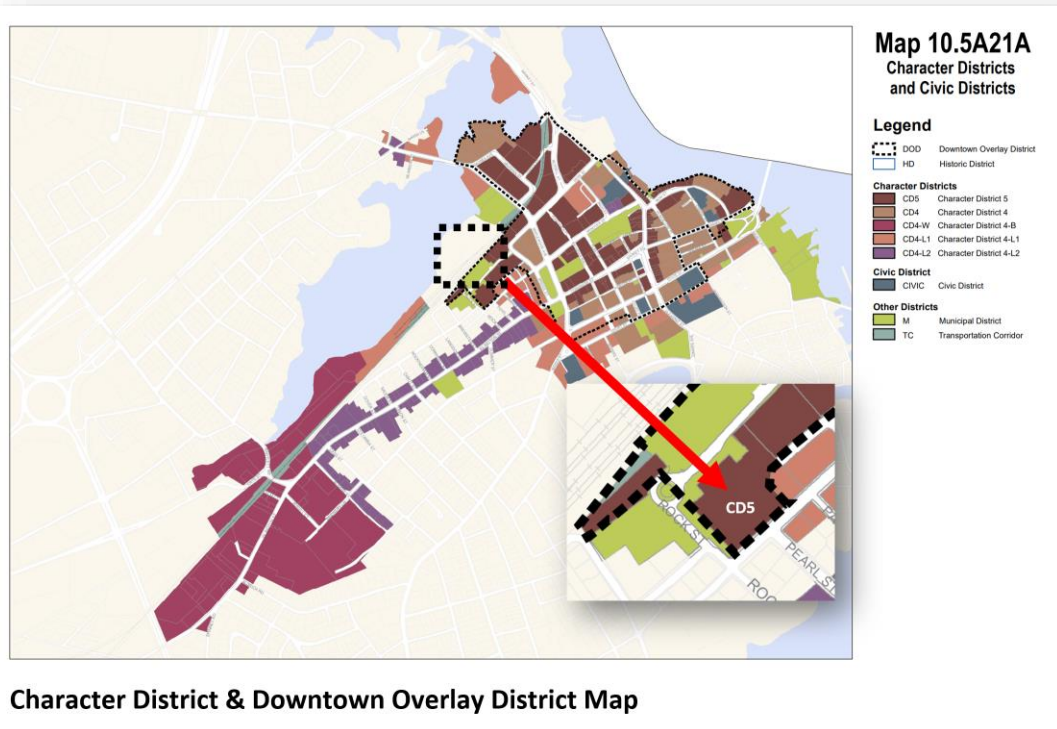 Map 10.5A21A
Character Districts
and Civic Districts
Legend
DOD Downtown Overlay District
HD Historic District
Character Districts
CD5 Character District 5
CD4 Character District 4
CD4-W Character District 4-B
CD4-L1 Character District 4-L1
CD4-L2 Character District 4-L2
Civic District
CIVIC Civic District
Other Districts
M Municipal District
TC Transportation Corridor
CD5
ROCK ST
PEARL ST
Character District & Downtown Overlay District Map